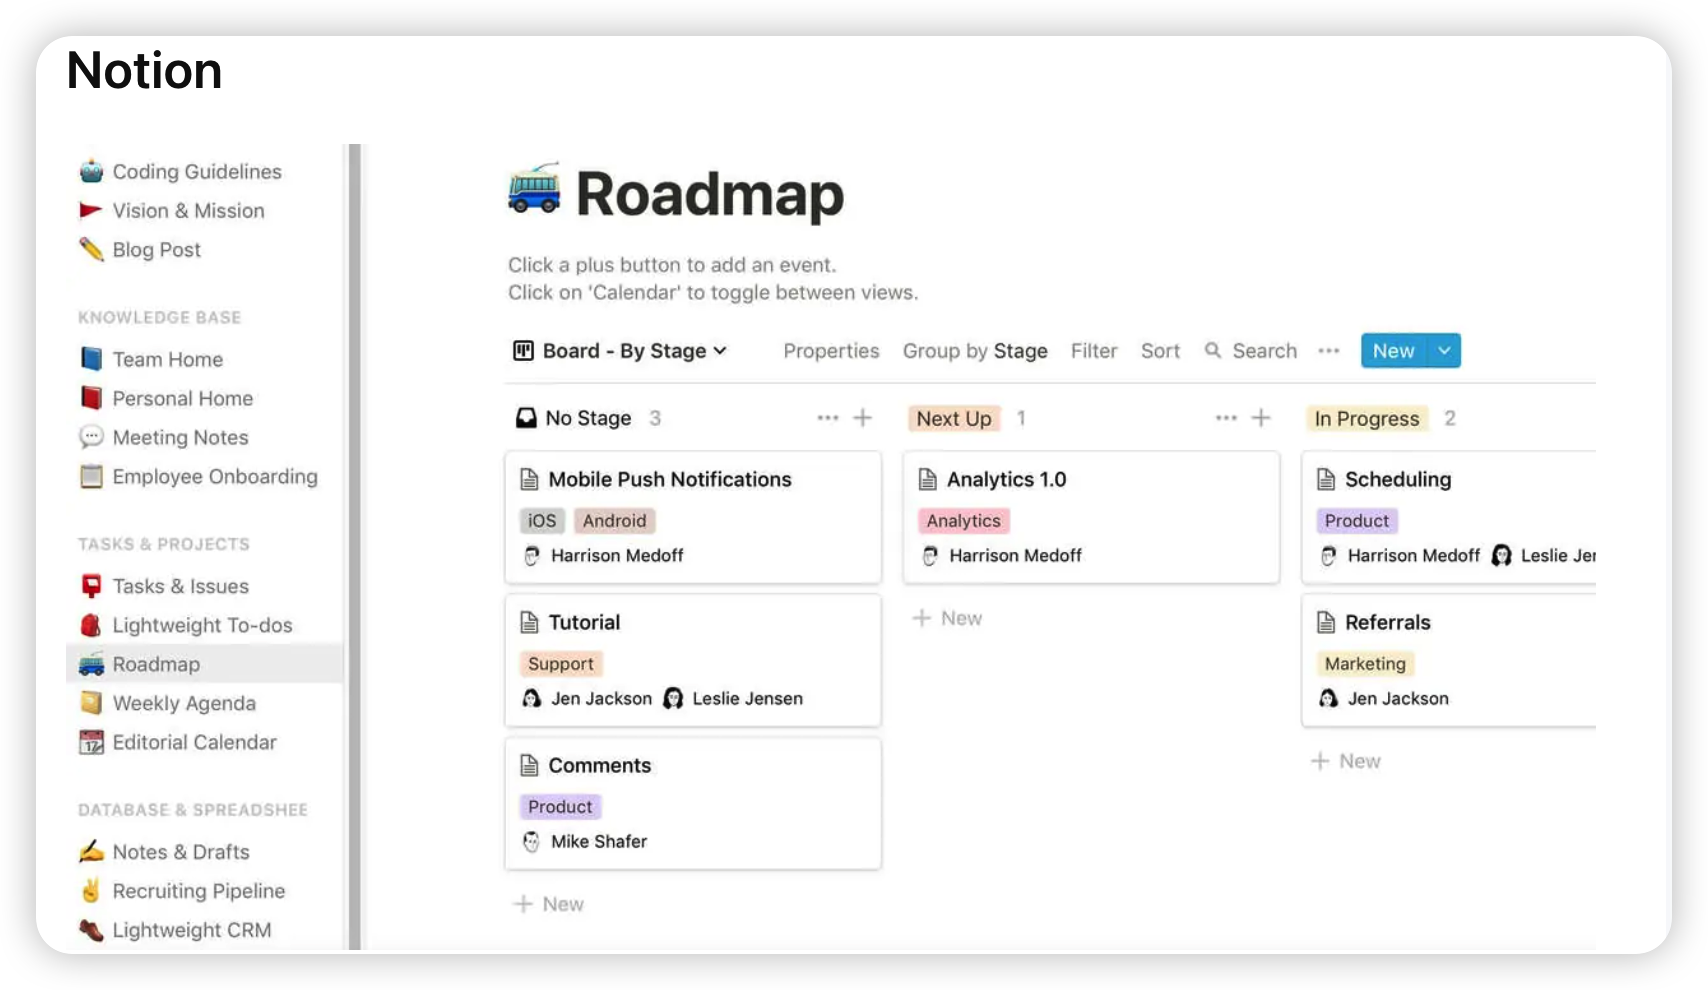 Notion
Coding Guidelines
Vision & Mission
Blog Post
KNOWLEDGE BASE
Team Home
Personal Home
Meeting Notes
Employee Onboarding
TASKS & PROJECTS
Tasks & Issues
Lightweight To-dos
Roadmap
Weekly Agenda
17
Editorial Calendar
DATABASE & SPREADSHEE
Notes & Drafts
Recruiting Pipeline
Lightweight CRM
Roadmap
Click a plus button to add an event.
Click on 'Calendar' to toggle between views.
Board - By Stage Properties Group by Stage Filter Sort Search New
No Stage 3
Mobile Push Notifications
iOS Android
Harrison Medoff
Tutorial
Support
Jen Jackson Leslie Jensen
Comments
Product
Mike Shafer
New
Next Up 1
Analytics 1.0
Analytics
Harrison Medoff
New
In Progress 2
Scheduling
Product
Harrison Medoff Leslie Jer
Referrals
Marketing
Jen Jackson
New